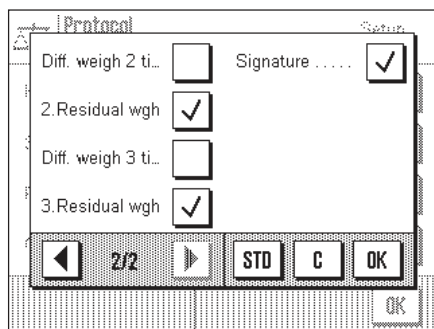 Protocol
Setup
Diff. weigh 2 ti...
Signature .....
2.Residual wgh
Diff. weigh 3 ti...
3.Residual wgh
2/2
STD
C
OK
OK